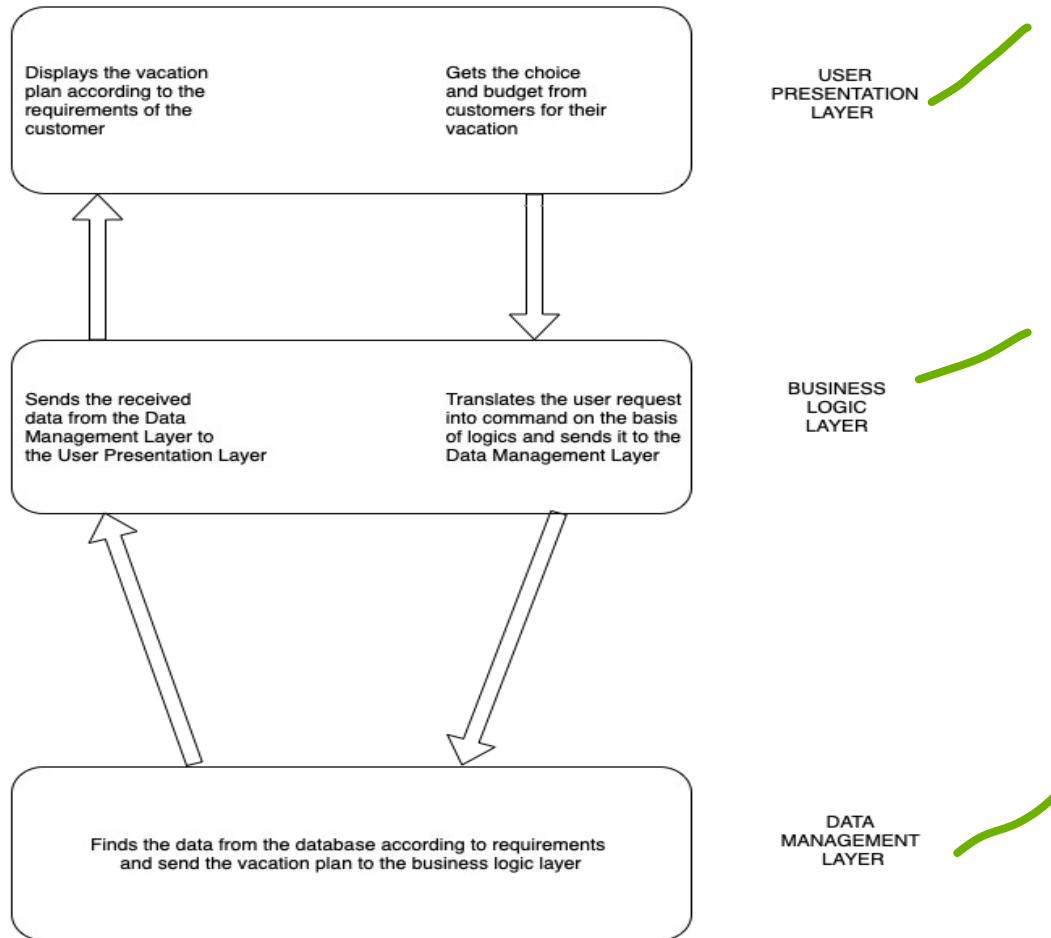 Displays the vacation
plan according to the
requirements of the
customer
Gets the choice
and budget from
customers for their
vacation
USER
PRESENTATION
LAYER
Sends the received
data from the Data
Management Layer to
the User Presentation Layer
Translates the user request
into command on the basis
of logics and sends it to the
Data Management Layer
BUSINESS
LOGIC
LAYER
Finds the data from the database according to requirements
and send the vacation plan to the business logic layer
DATA
MANAGEMENT
LAYER